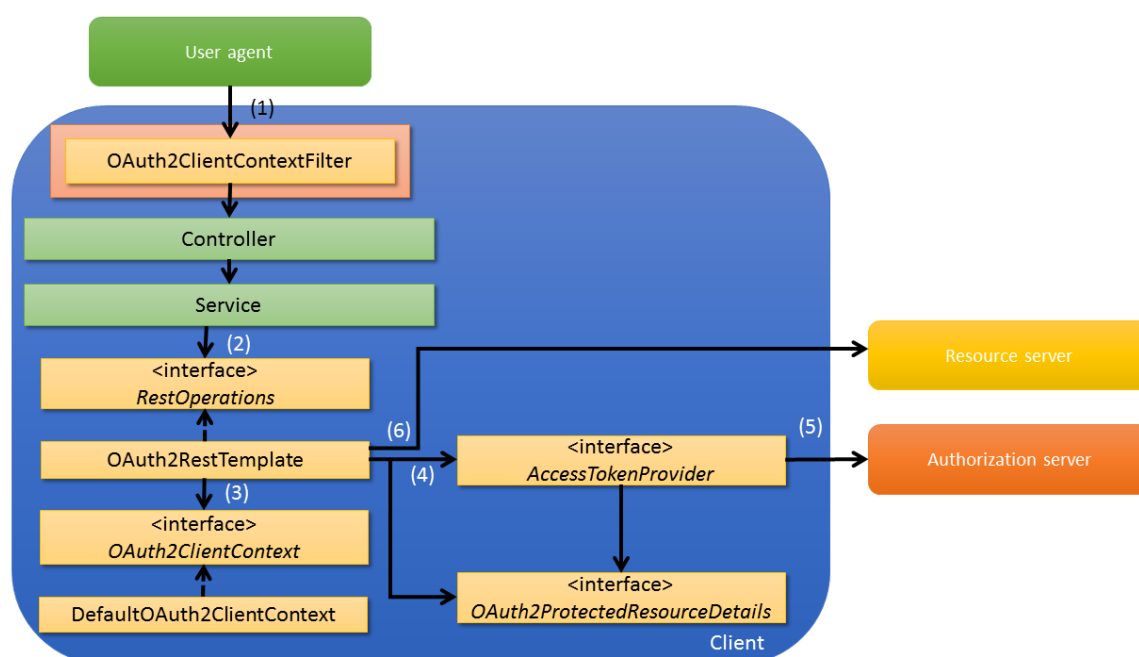 User agent
(1)
OAuth2ClientContextFilter
Controller
Service
(2)
<interface>
RestOperations
Resource server
(6)
OAuth2RestTemplate
(4)
<interface>
AccessTokenProvider
(5)
Authorization server
(3)
<interface>
OAuth2ClientContext
<interface>
OAuth2ProtectedResourceDetails
DefaultOAuth2ClientContext
Client